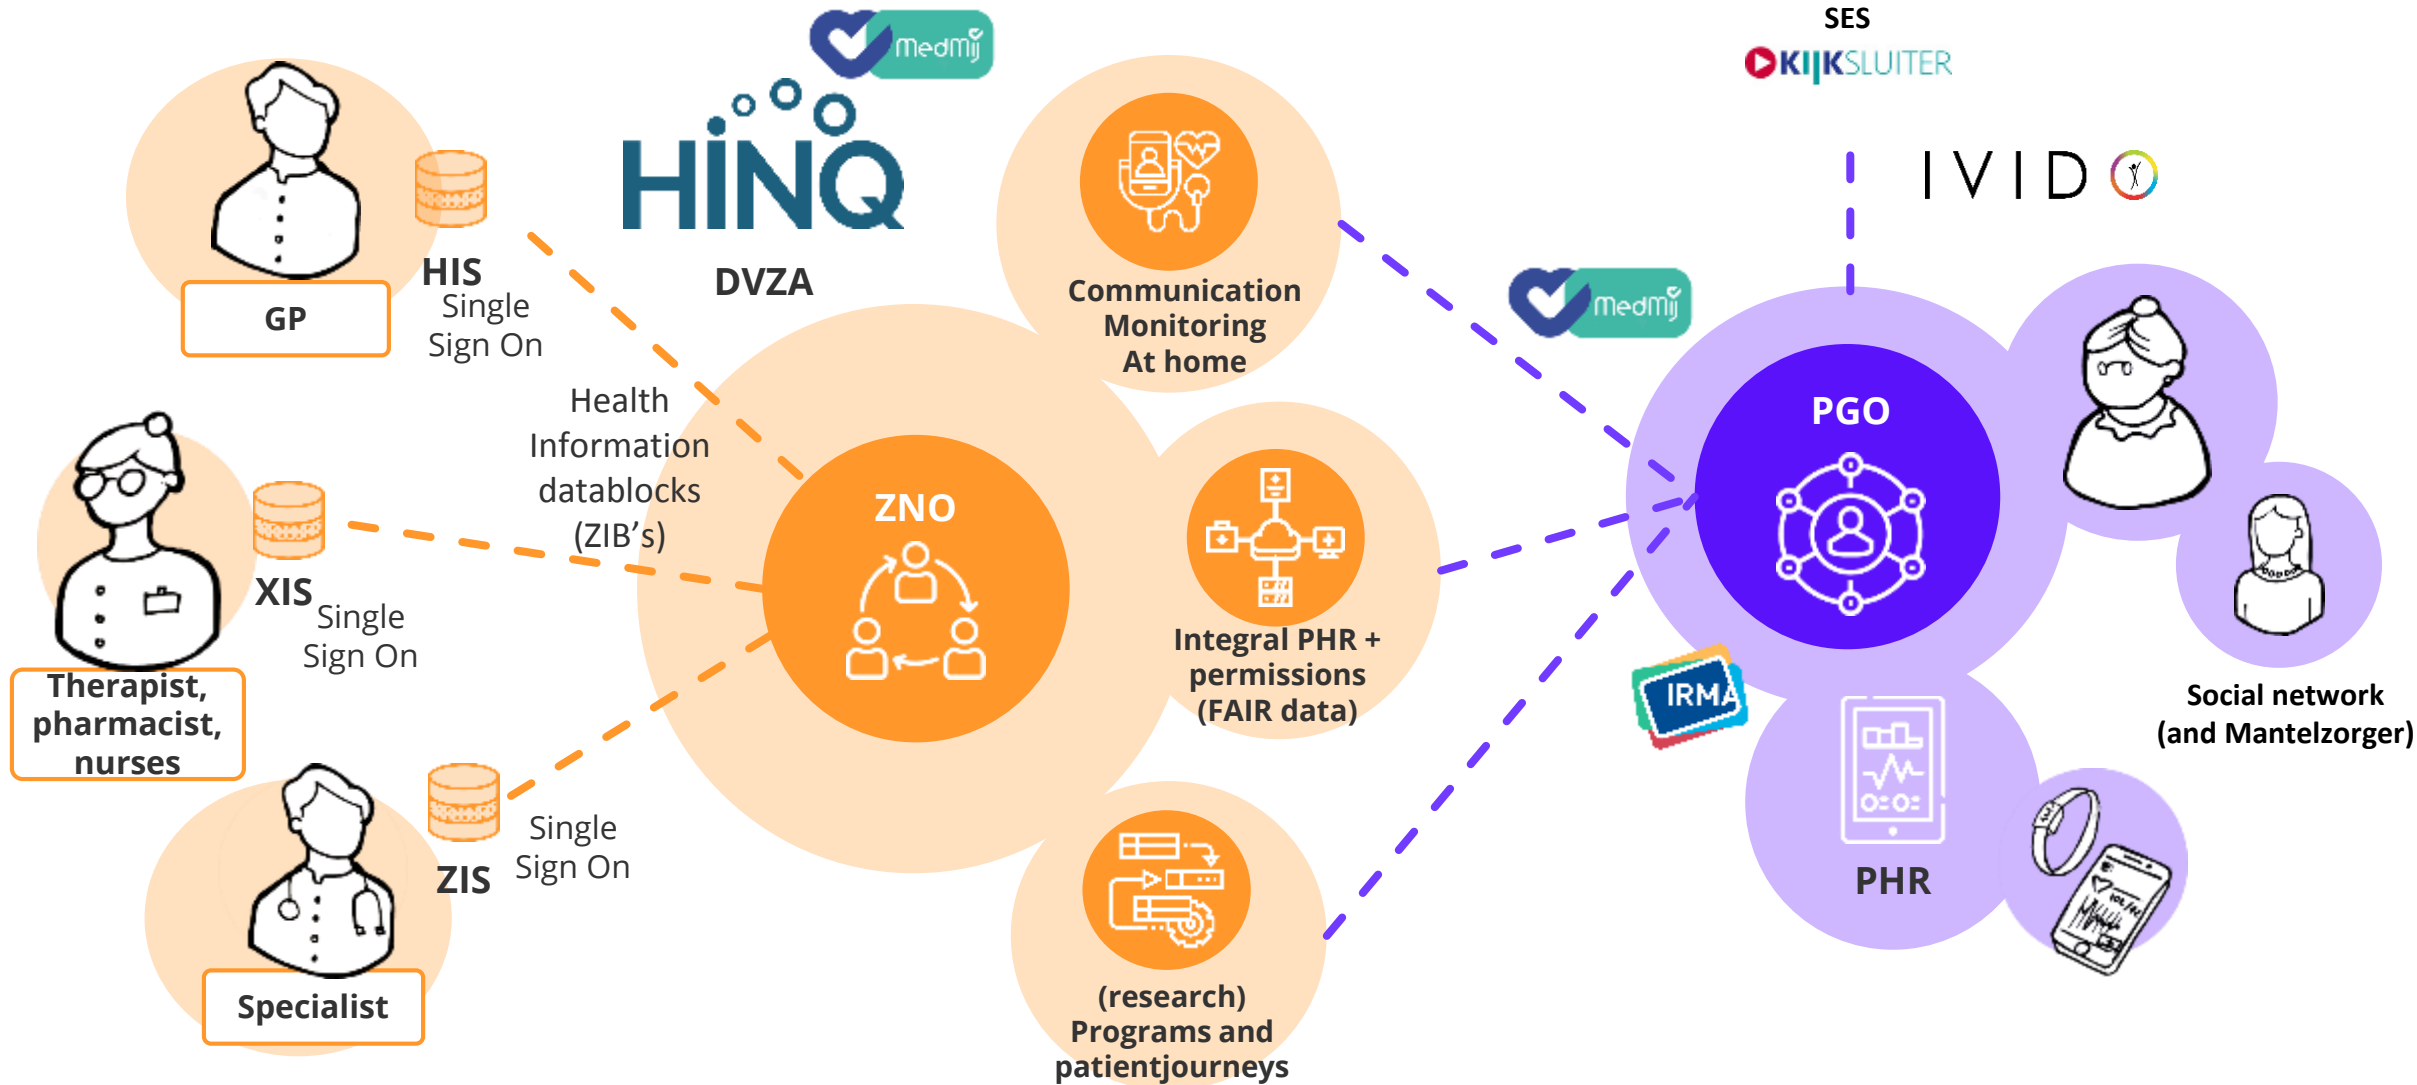 GP
HIS
Single
Sign On
Therapist,
pharmacist,
nurses
XIS
Single
Sign On
Specialist
ZIS
Single
Sign On
Health
Information
datablocks
(ZIB's)
MedMij
HiNQ
DVZA
ZNO
Communication
Monitoring
At home
Integral PHR +
permissions
(FAIR data)
(research)
Programs and
patientjourneys
MedMij
SES
KIJKSLUITER
IVIDO
PGO
IRMA
PHR
Social network
(and Mantelzorger)